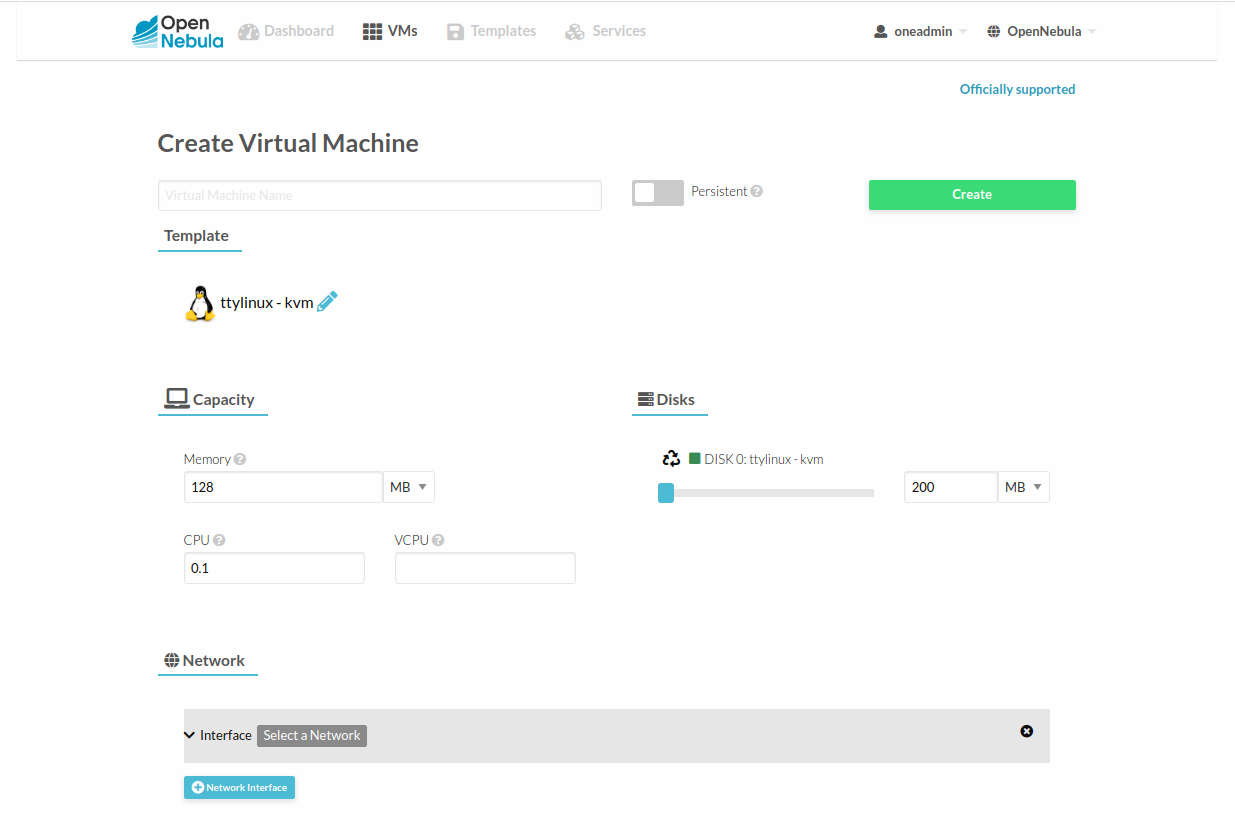 Open
Nebula
Dashboard
VMs
Templates
Services
oneadmin
OpenNebula
Officially supported
Create Virtual Machine
Virtual Machine Name
Persistent ?
Create
Template
ttylinux - kvm
Capacity
Disks
Memory ?
128 MB
DISK 0: ttylinux - kvm
200 MB
CPU ?
VCPU ?
0.1
Network
Interface Select a Network
Network Interface